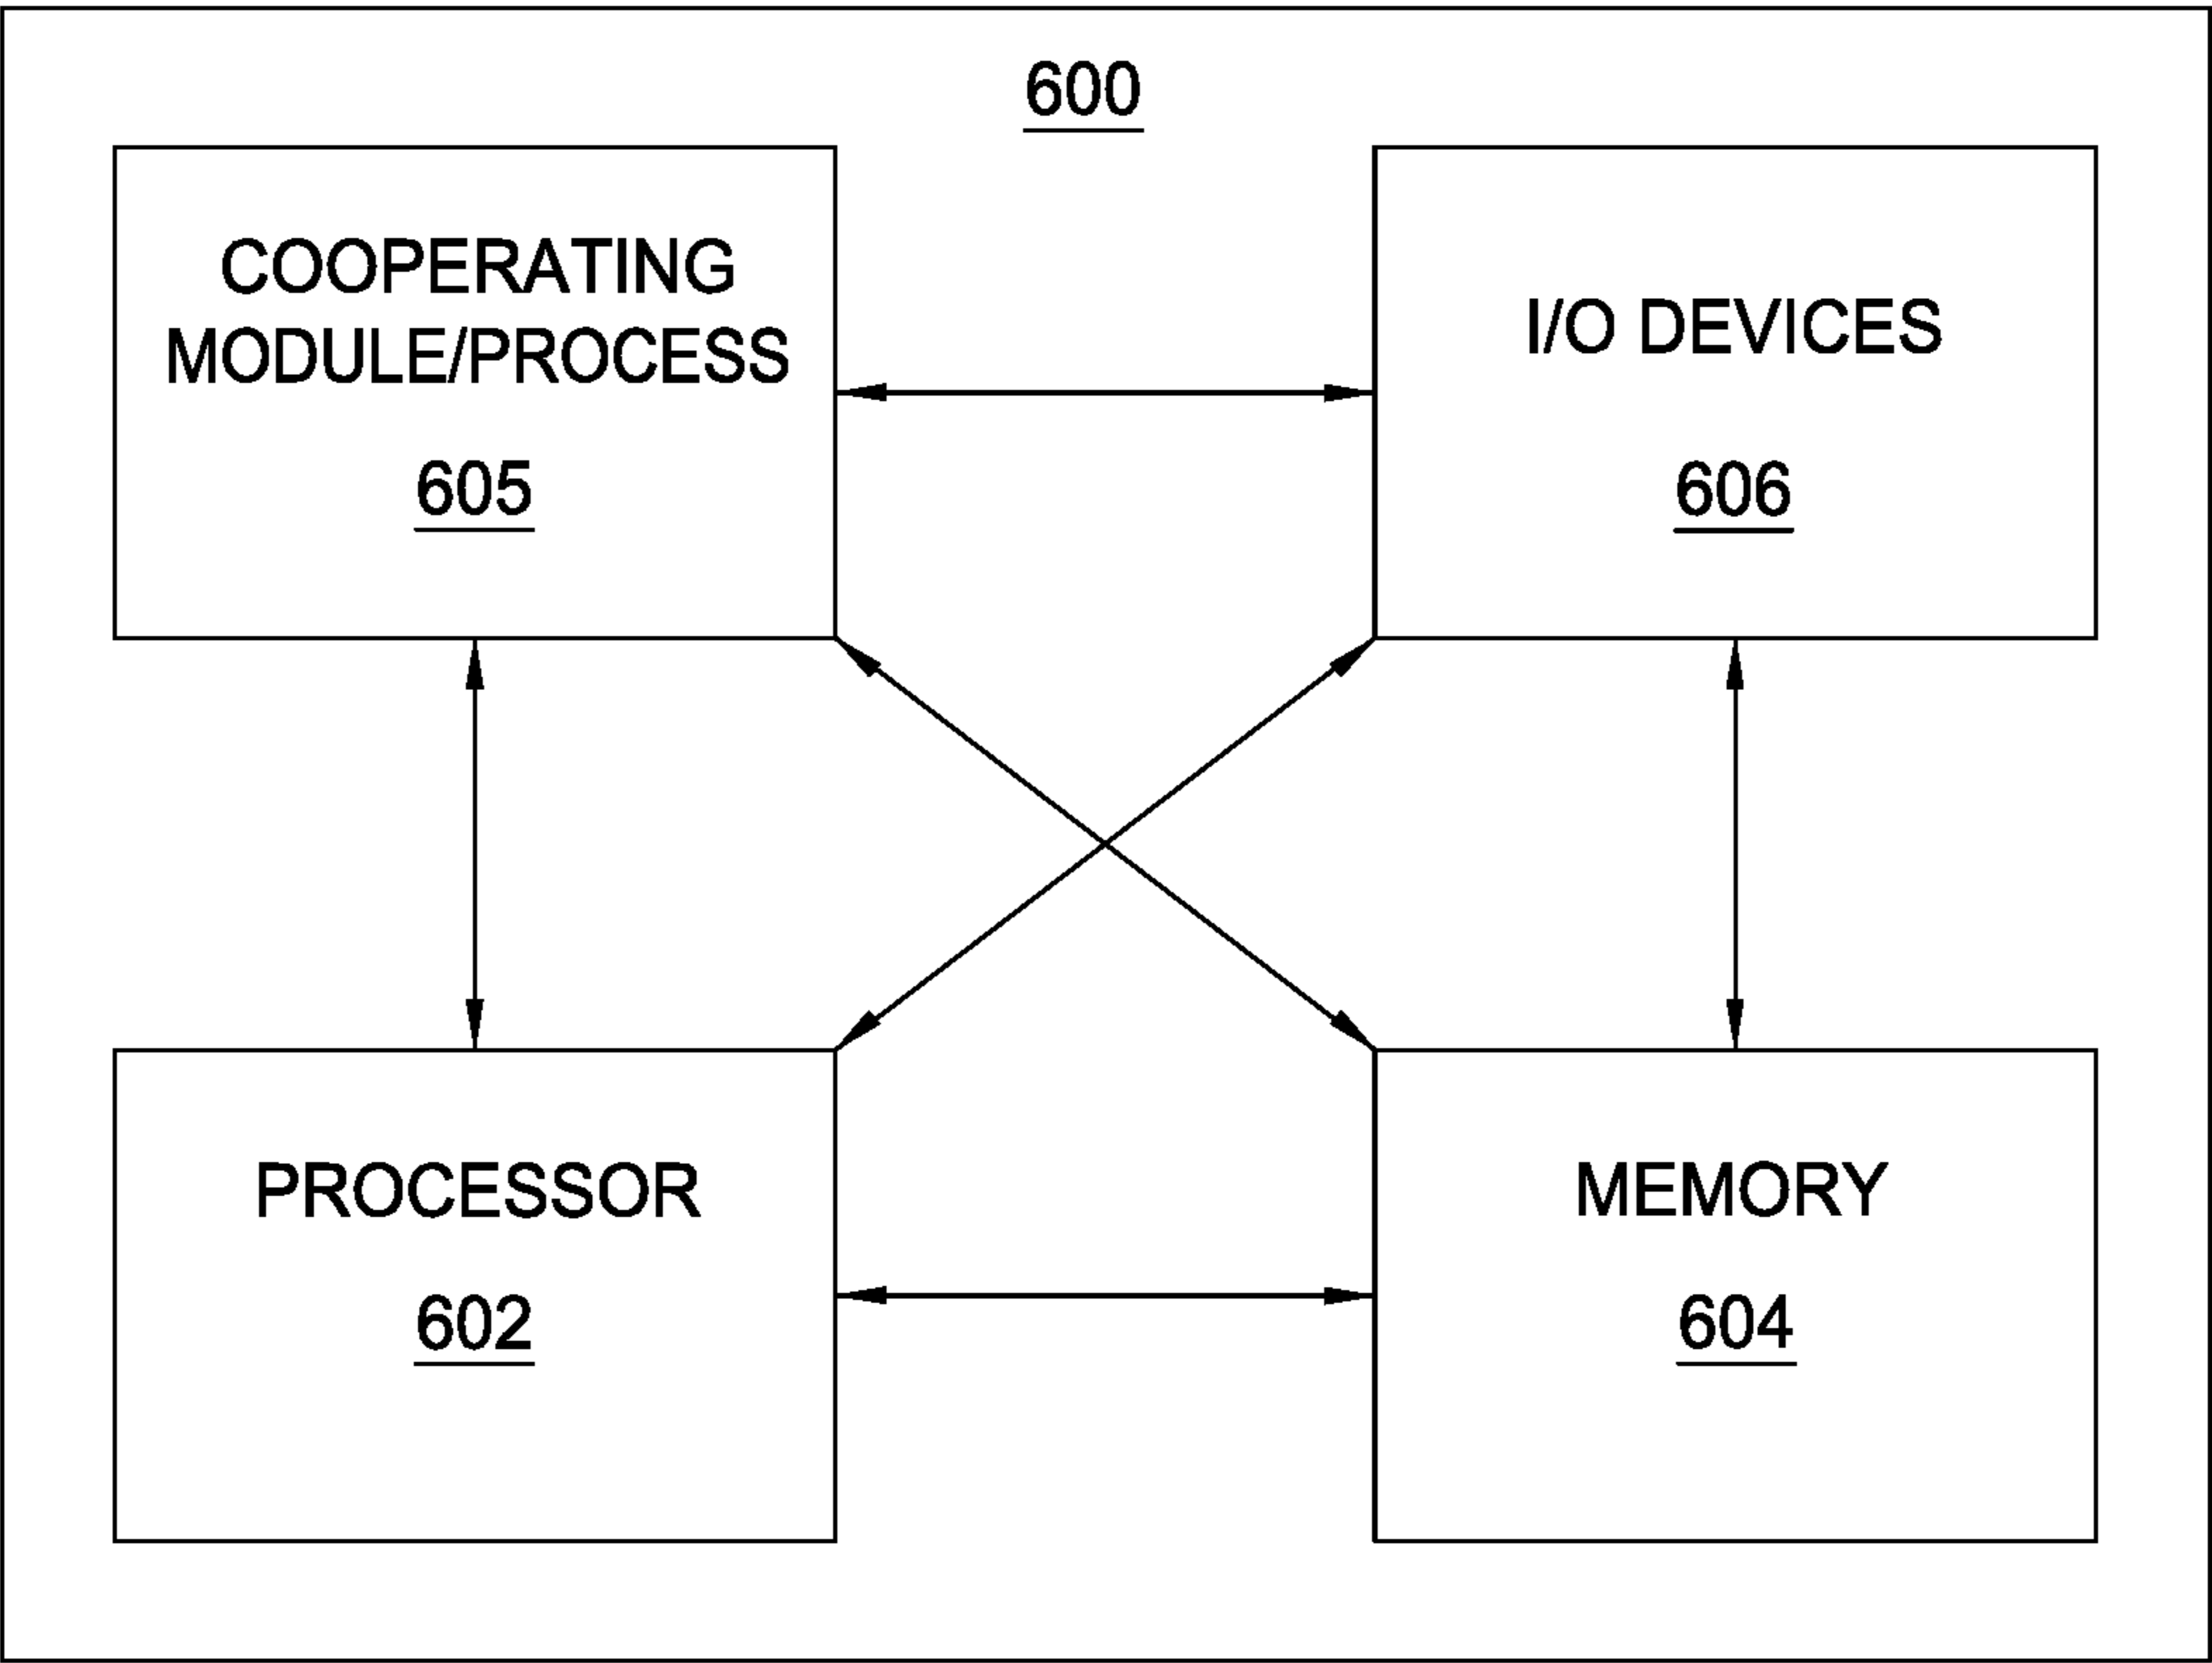 600
COOPERATING
MODULE/PROCESS
605
I/O DEVICES
606
PROCESSOR
602
MEMORY
604